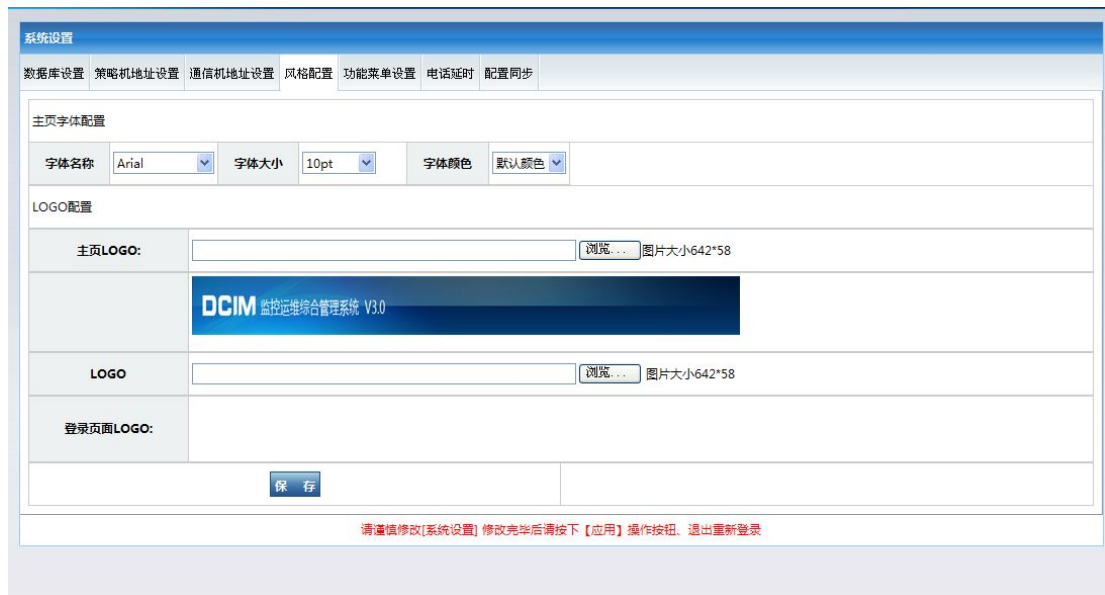 系统设置
数据库设置 策略机地址设置 通信机地址设置 风格配置 功能菜单设置 电话延时 配置同步
主页字体配置
字体名称 Arial 字体大小 10pt 字体颜色 默认颜色
LOGO配置
主页LOGO: 浏览... 图片大小642*58
DCIM 监控运维综合管理系统 V3.0
LOGO 浏览... 图片大小642*58
登录页面LOGO:
保 存
请谨慎修改[系统设置] 修改完毕后请按下【应用】操作按钮、退出重新登录